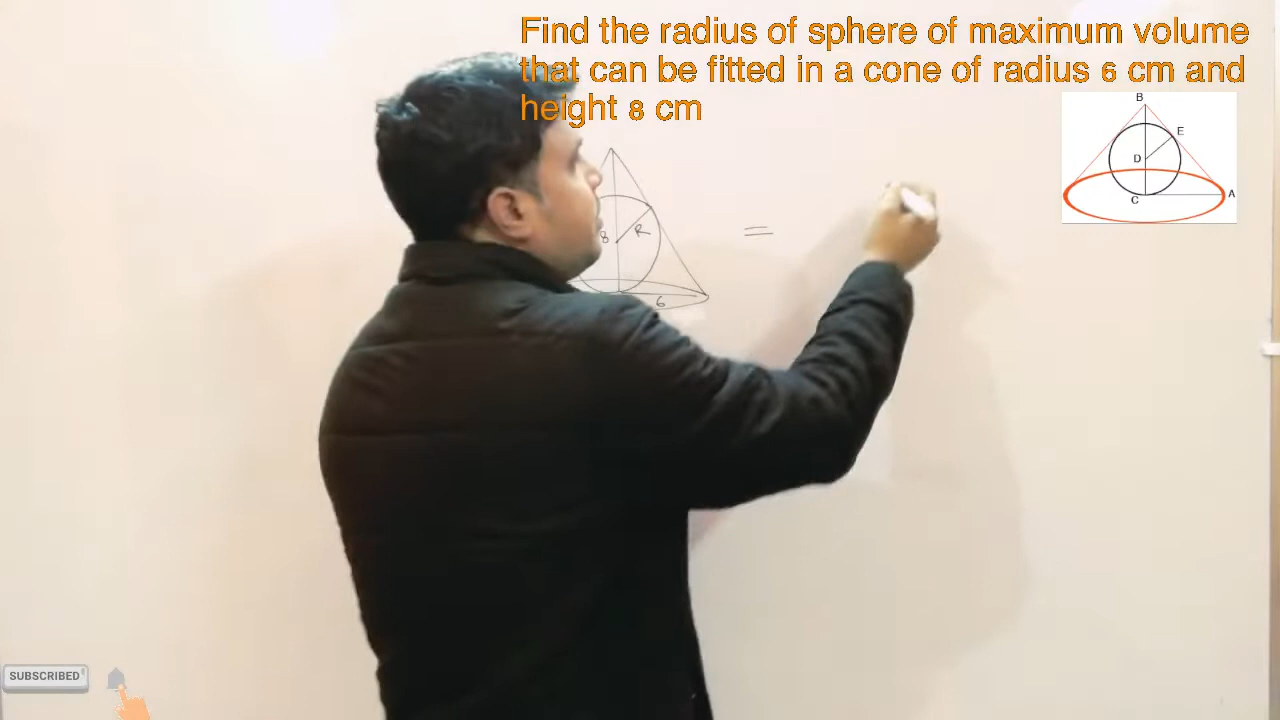 Find the radius of sphere of maximum volume
that can be fitted in a cone of radius 6 cm and
height 8 cm
B
E
D
C
A
8
R
=
6
SUBSCRIBED